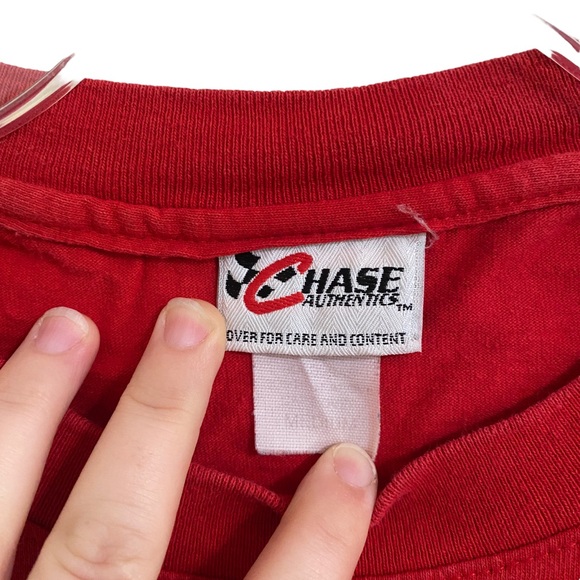 CHASE
AUTHENTICS™
OVER FOR CARE AND CONTENT